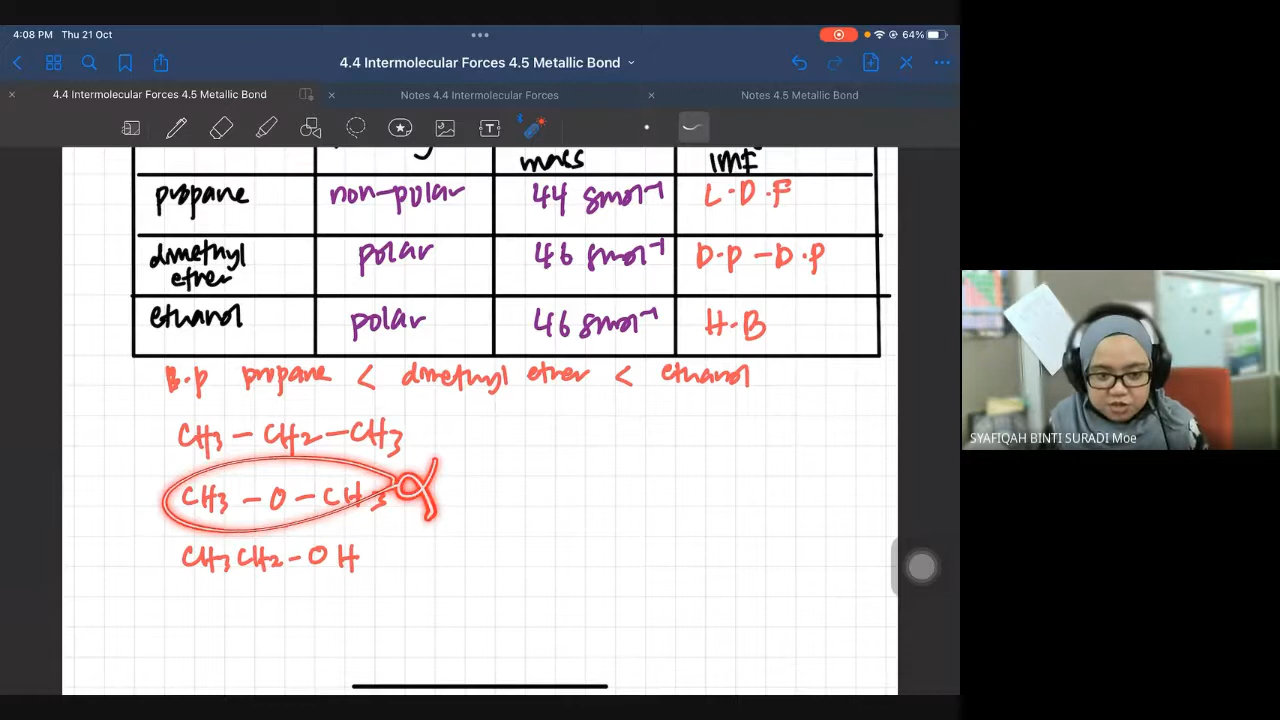 4:08 PM Thu 21 Oct
64%
4.4 Intermolecular Forces 4.5 Metallic Bond
4.4 Intermolecular Forces 4.5 Metallic Bond
Notes 4.4 Intermolecular Forces
Notes 4.5 Metallic Bond
mass IMF
propane non-polar 44 gmol⁻¹ L·D·F
dimethyl ether polar 46 gmol⁻¹ D·P - D·P
ethanol polar 46 gmol⁻¹ H·B
B.p propane < dimethyl ether < ethanol
CH3 - CH2 - CH3
CH3 - O - CH3
CH3CH2 - OH
SYAFIQAH BINTI SURADI Moe